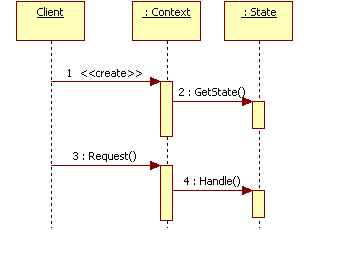 Client
: Context
: State
1 <<create>>
2 : GetState()
3 : Request()
4 : Handle()